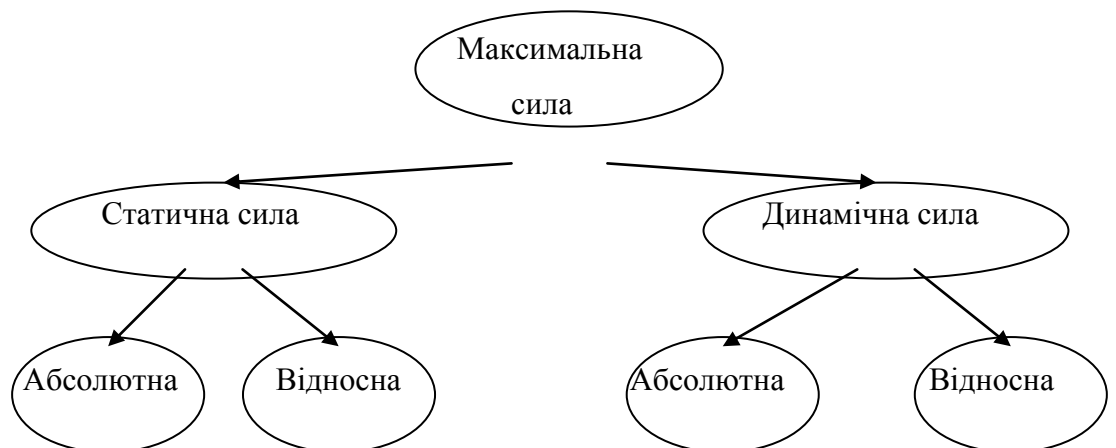 Максимальна
сила
Статична сила
Динамічна сила
Абсолютна
Відносна
Абсолютна
Відносна